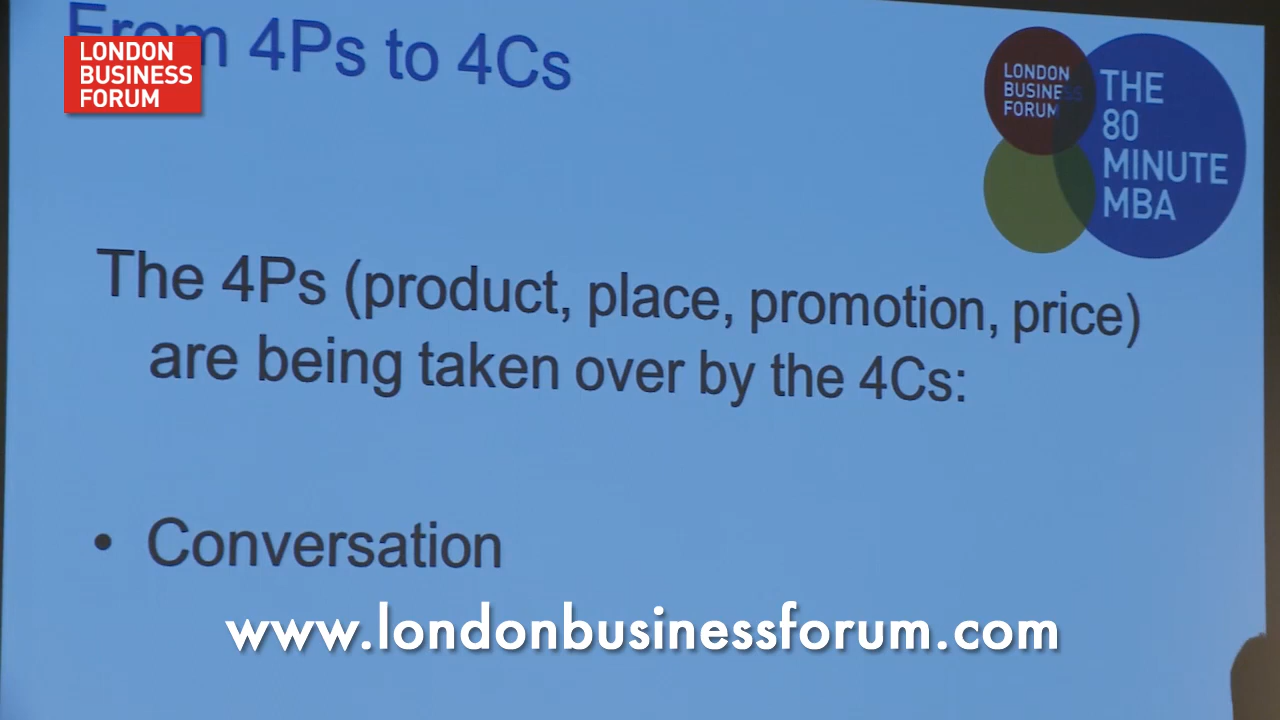 From 4Ps to 4Cs
LONDON
BUSINESS
FORUM
LONDON
BUSINESS
FORUM
THE
80
MINUTE
MBA
The 4Ps (product, place, promotion, price)
are being taken over by the 4Cs:
• Conversation
www.londonbusinessforum.com